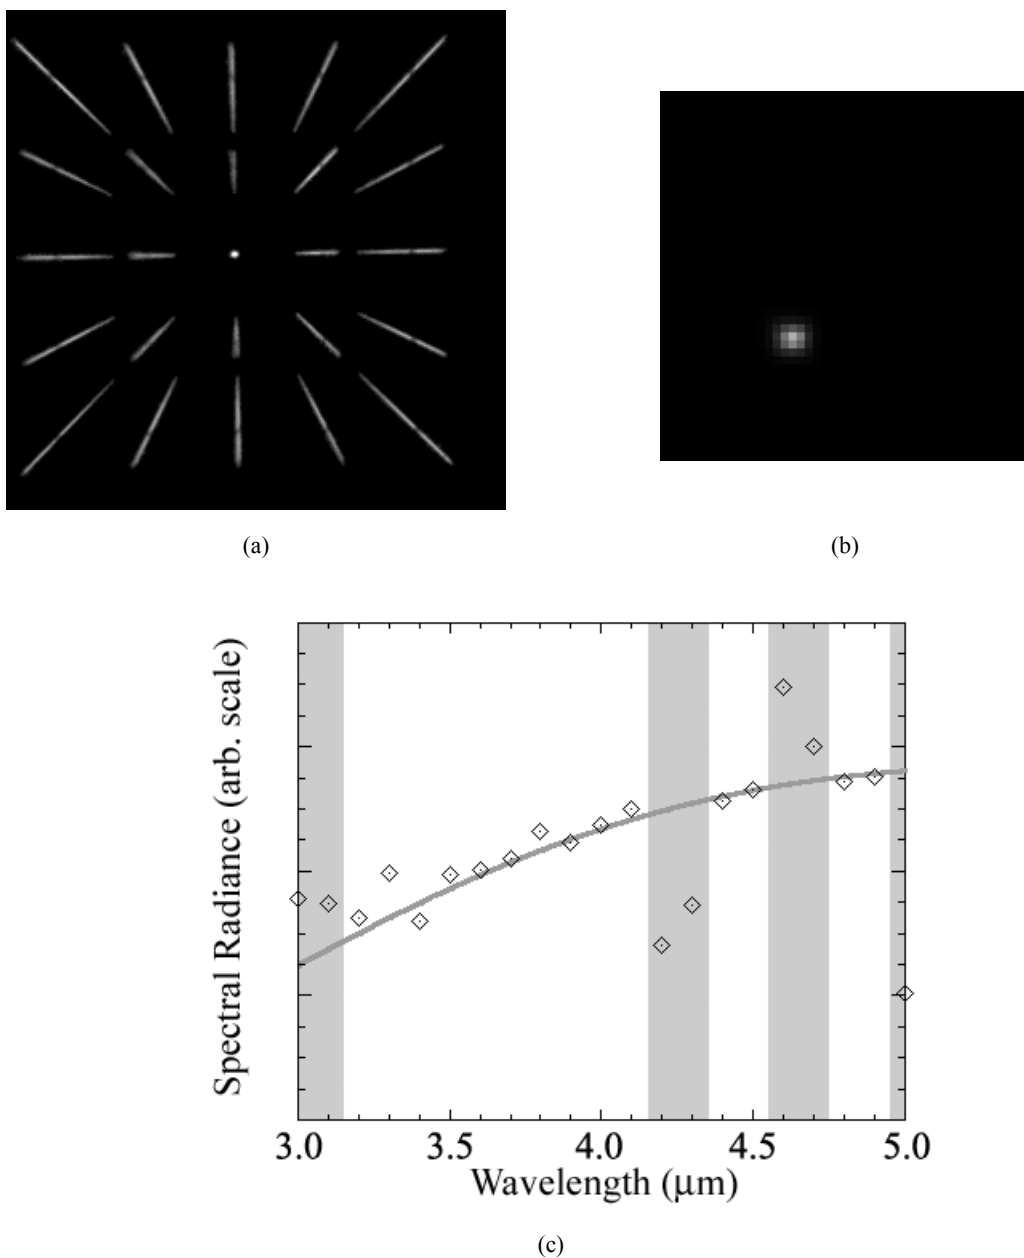 (a)
(b)
Spectral Radiance (arb. scale)
3.0 3.5 4.0 4.5 5.0
Wavelength (μm)
(c)